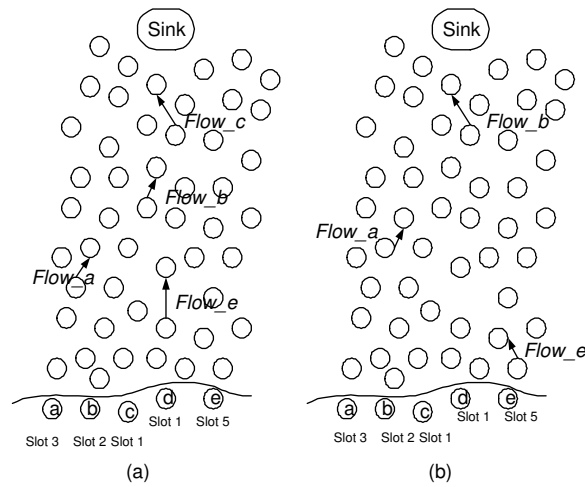 Sink
Flow_c
Flow_b
Flow_a
Flow_e
a b c d e
Slot 3 Slot 2 Slot 1 Slot 1 Slot 5
(a)
Sink
Flow_b
Flow_a
Flow_e
a b c d e
Slot 3 Slot 2 Slot 1 Slot 1 Slot 5
(b)